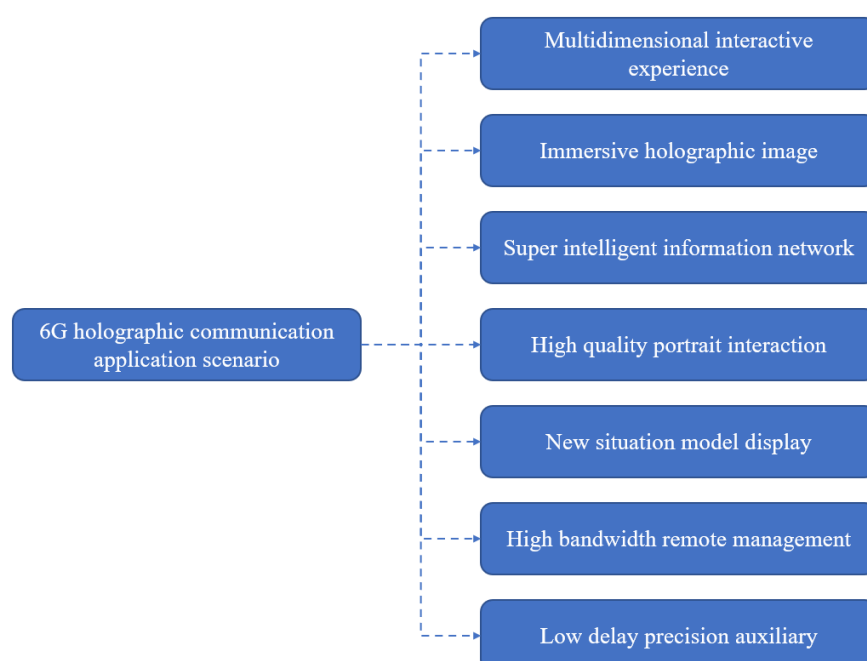 Multidimensional interactive
experience
Immersive holographic image
Super intelligent information network
6G holographic communication
application scenario
High quality portrait interaction
New situation model display
High bandwidth remote management
Low delay precision auxiliary